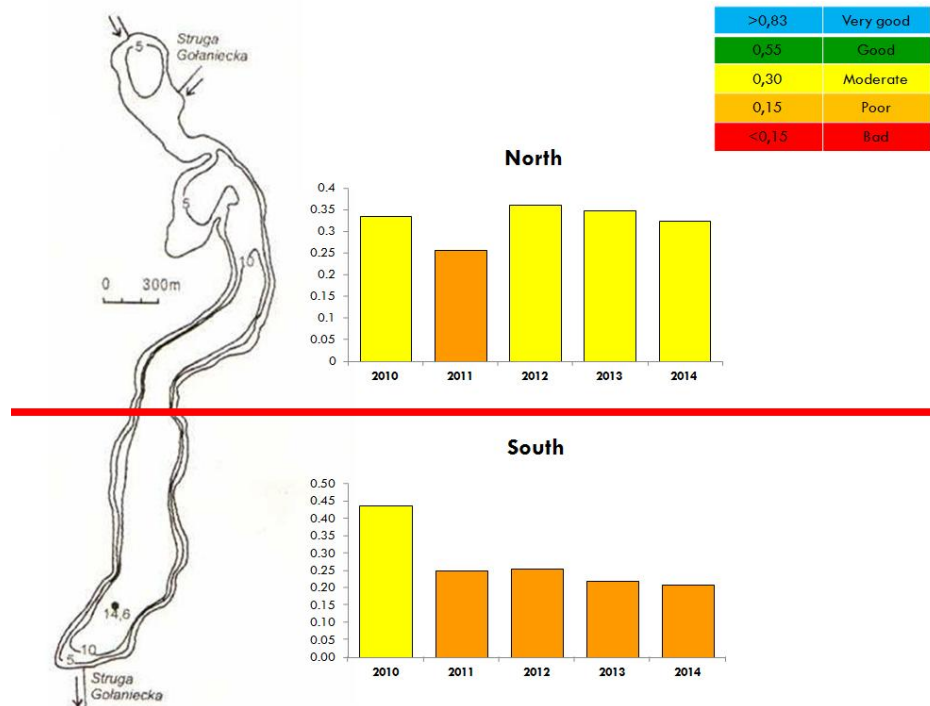 5
Struga
Gołaniecka
5
10
0 300m
14,6
10
5
Struga
Gołaniecka
>0,83 Very good
0,55 Good
0,30 Moderate
0,15 Poor
<0,15 Bad
North
0.4
0.35
0.3
0.25
0.2
0.15
0.1
0.05
0
2010 2011 2012 2013 2014
South
0.50
0.45
0.40
0.35
0.30
0.25
0.20
0.15
0.10
0.05
0.00
2010 2011 2012 2013 2014